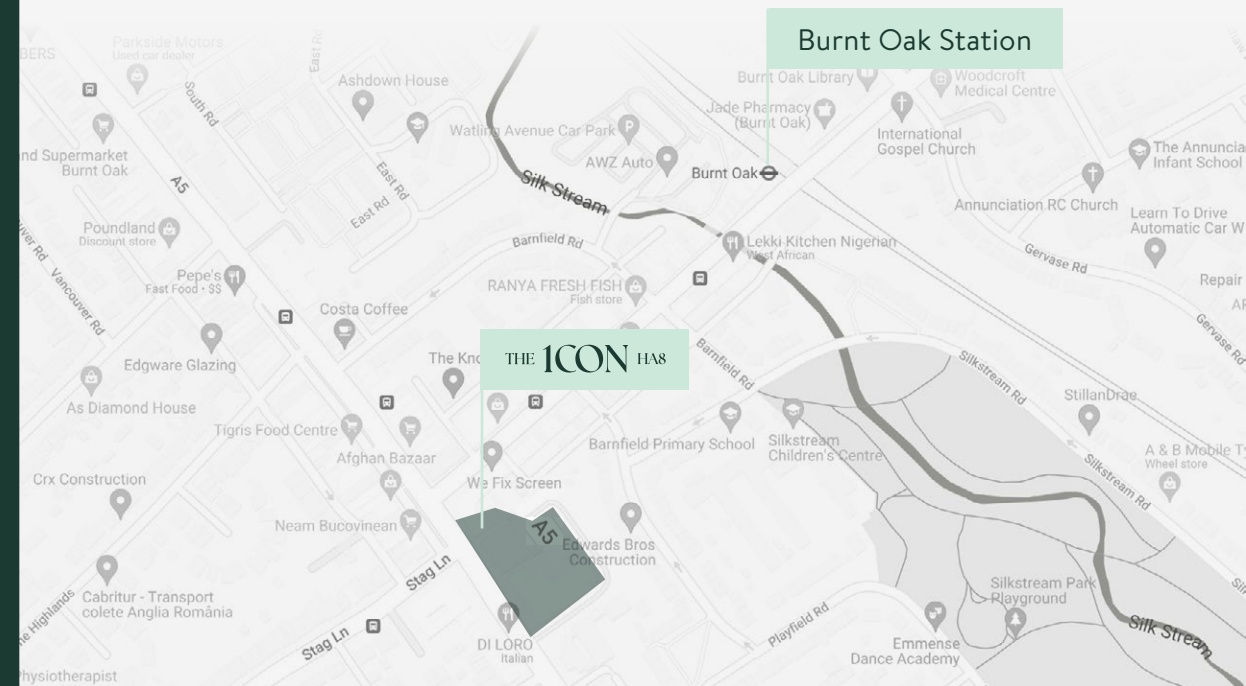 Burnt Oak Station
Parkside Motors
Used car dealer
East Rd
Ashdown House
South Rd
Burnt Oak Library
Woodcroft
Medical Centre
Jade Pharmacy
(Burnt Oak)
Watling Avenue Car Park
P
International
Gospel Church
nd Supermarket
Burnt Oak
AWZ Auto
Burnt Oak
The Annuncia
Infant School
A5
East Rd
East Rd
Silk Stream
Annunciation RC Church
Learn To Drive
Automatic Car W
Poundland
Discount store
Barnfield Rd
Lekki Kitchen Nigerian
West African
Gervase Rd
Vancouver Rd
Pepe's
Fast Food • $$
RANYA FRESH FISH
Fish store
Repair
Costa Coffee
Gervase Rd
THE 1CON HA8
The Kno
Barnfield Rd
Edgware Glazing
Silkstream Rd
As Diamond House
StillanDrae
Tigris Food Centre
Barnfield Primary School
Silkstream
Children's Centre
Afghan Bazaar
A & B Mobile Ty
Wheel store
Crx Construction
We Fix Screen
Silkstream Rd
Neam Bucovinean
A5
Edwards Bros
Construction
Stag Ln
Cabritur - Transport
colete Anglia România
Silkstream Park
Playground
he Highlands
Stag Ln
DI LORO
Italian
Playfield Rd
Emmense
Dance Academy
Silk Stream
Physiotherapist